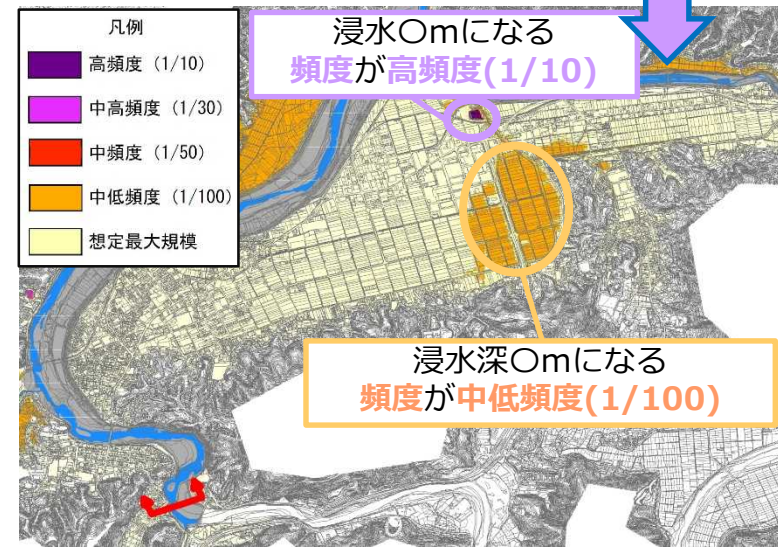 凡例
高頻度（1/10）
中高頻度（1/30）
中頻度（1/50）
中低頻度（1/100）
想定最大規模
浸水〇mになる
頻度が高頻度(1/10)
浸水深〇mになる
頻度が中低頻度(1/100)